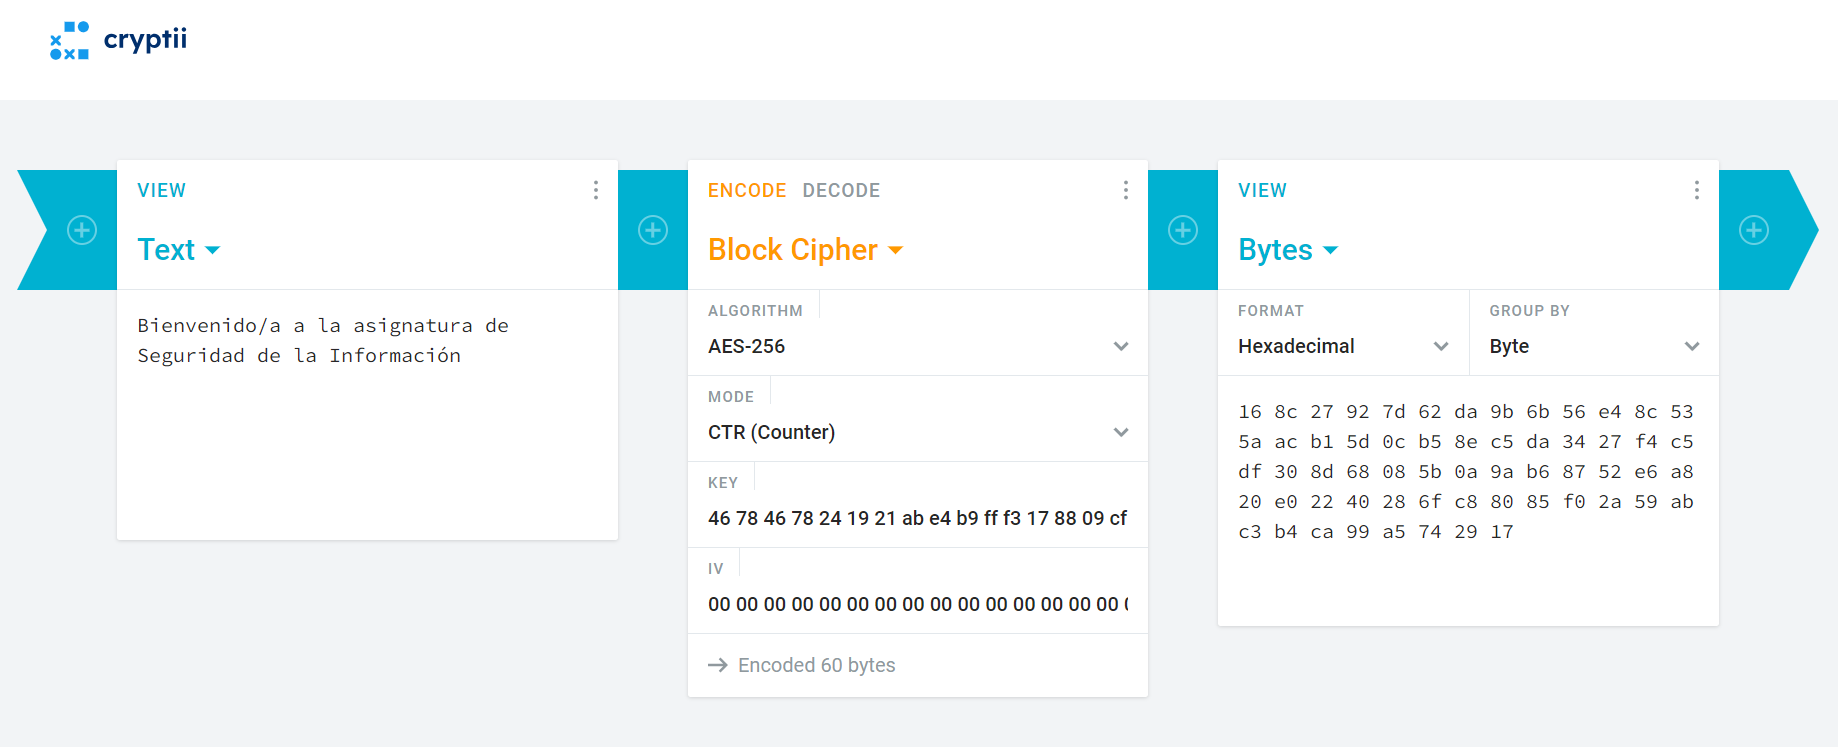 cryptii
VIEW
Text
Bienvenido/a a la asignatura de
Seguridad de la Información
ENCODE DECODE
Block Cipher
ALGORITHM
AES-256
MODE
CTR (Counter)
KEY
46 78 46 78 24 19 21 ab e4 b9 ff f3 17 88 09 cf
IV
00 00 00 00 00 00 00 00 00 00 00 00 00 00 00
Encoded 60 bytes
VIEW
Bytes
FORMAT
Hexadecimal
GROUP BY
Byte
16 8c 27 92 7d 62 da 9b 6b 56 e4 8c 53
5a ac b1 5d 0c b5 8e c5 da 34 27 f4 c5
df 30 8d 68 08 5b 0a 9a b6 87 52 e6 a8
20 e0 22 40 28 6f c8 80 85 f0 2a 59 ab
c3 b4 ca 99 a5 74 29 17